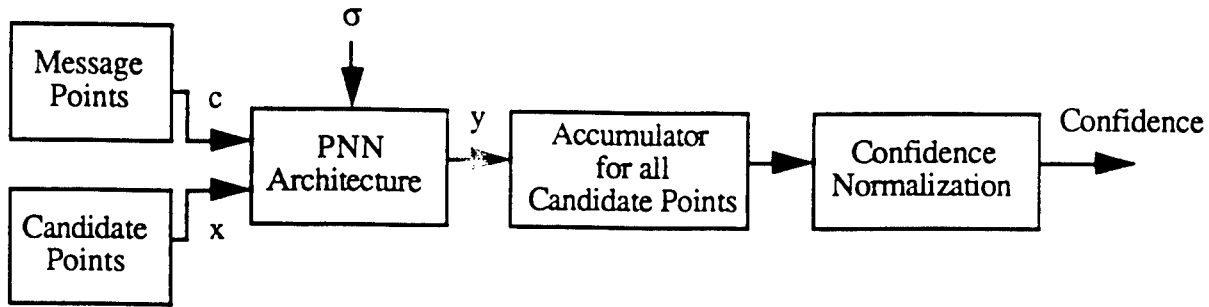 σ
Message
Points
c
PNN
Architecture
y
Accumulator
for all
Candidate Points
Confidence
Normalization
Confidence
Candidate
Points
x